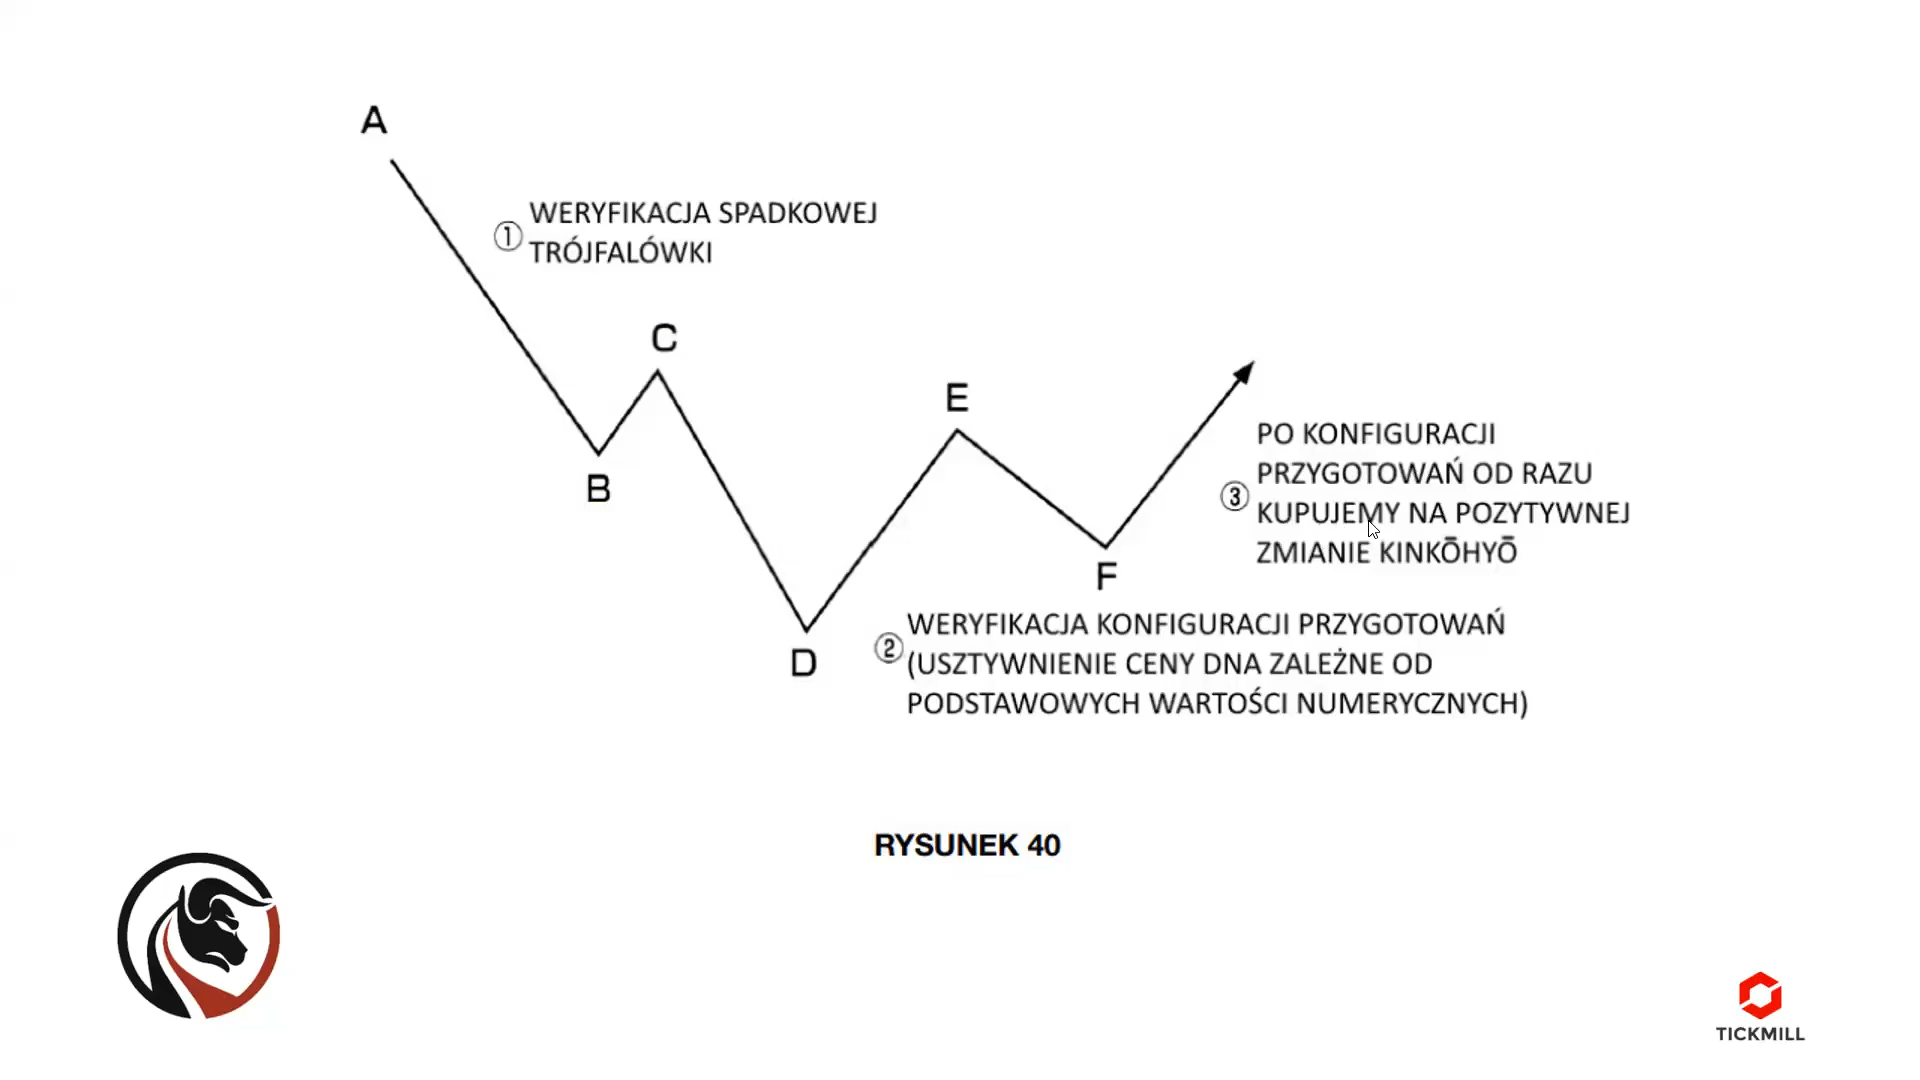 A
① WERYFIKACJA SPADKOWEJ
TRÓJFALÓWKI
C
B
E
D
F
② WERYFIKACJA KONFIGURACJI PRZYGOTOWAŃ
(USZTYWNIENIE CENY DNA ZALEŻNE OD
PODSTAWOWYCH WARTOŚCI NUMERYCZNYCH)
③ PO KONFIGURACJI
PRZYGOTOWAŃ OD RAZU
KUPUJEMY NA POZYTYWNEJ
ZMIANIE KINKŌHYŌ
RYSUNEK 40
TICKMILL